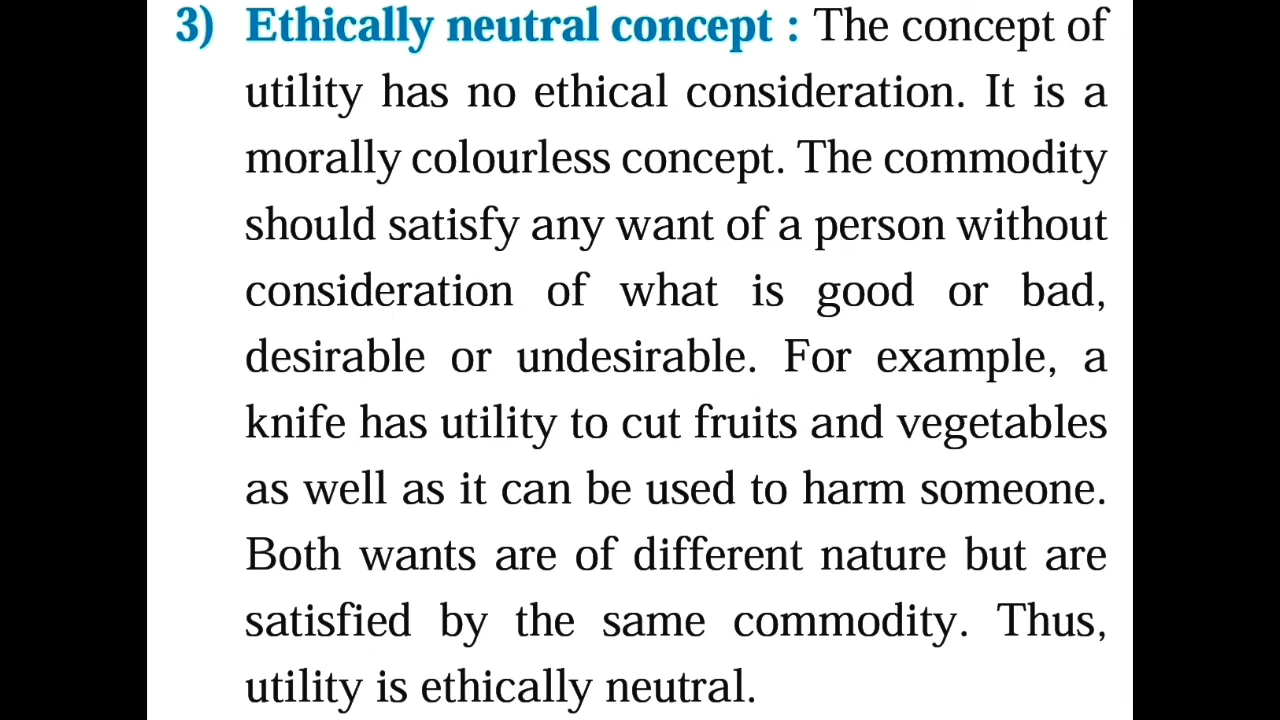 3) Ethically neutral concept : The concept of
utility has no ethical consideration. It is a
morally colourless concept. The commodity
should satisfy any want of a person without
consideration of what is good or bad,
desirable or undesirable. For example, a
knife has utility to cut fruits and vegetables
as well as it can be used to harm someone.
Both wants are of different nature but are
satisfied by the same commodity. Thus,
utility is ethically neutral.